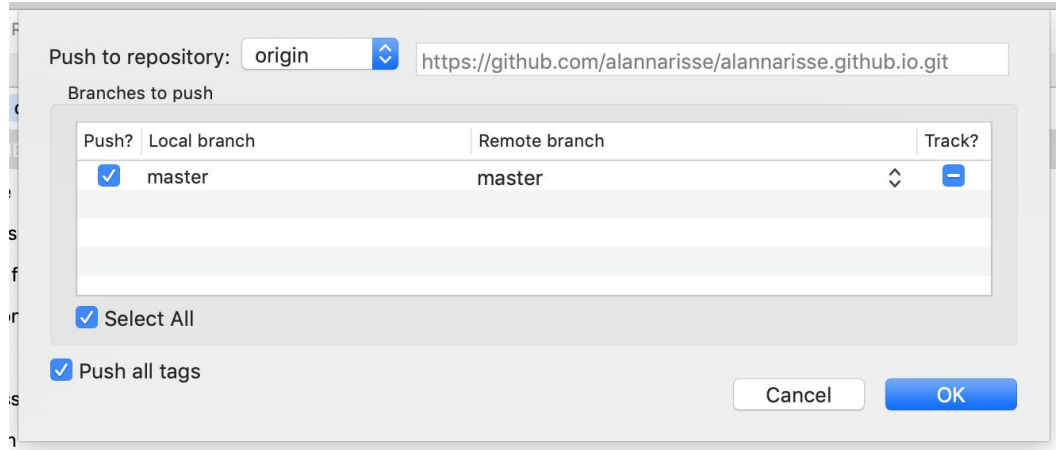 Push to repository: origin https://github.com/alannarisse/alannarisse.github.io.git
Branches to push
Push? Local branch Remote branch Track?
master master
Select All
Push all tags
Cancel OK